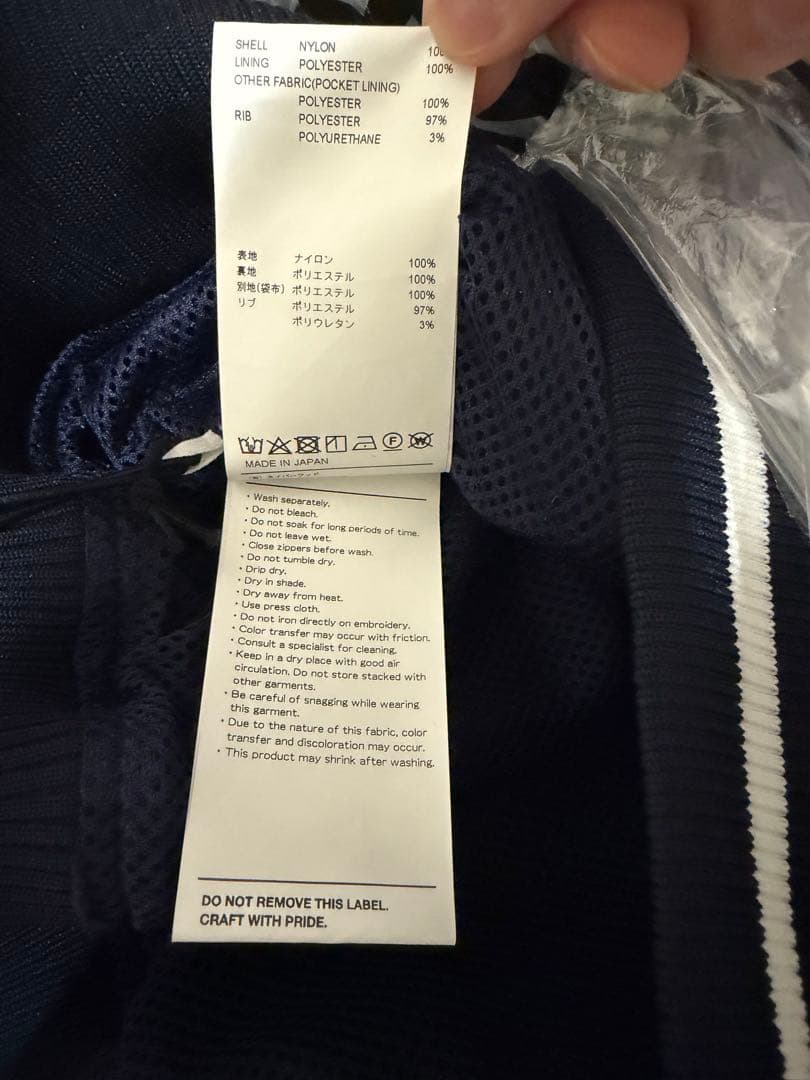 SHELL NYLON
LINING POLYESTER 100%
OTHER FABRIC(POCKET LINING)
POLYESTER 100%
RIB POLYESTER 97%
POLYURETHANE 3%
表地 ナイロン 100%
裏地 ポリエステル 100%
別地(袋布) ポリエステル 100%
リブ ポリエステル 97%
ポリウレタン 3%
MADE IN JAPAN
・Wash separately.
・Do not bleach.
・Do not soak for long periods of time.
・Do not leave wet.
・Close zippers before wash.
・Do not tumble dry.
・Drip dry.
・Dry in shade.
・Dry away from heat.
・Use press cloth.
・Do not iron directly on embroidery.
・Color transfer may occur with friction.
・Consult a specialist for cleaning.
・Keep in a dry place with good air
circulation. Do not store stacked with
other garments.
・Be careful of snagging while wearing
this garment.
・Due to the nature of this fabric, color
transfer and discoloration may occur.
・This product may shrink after washing.
DO NOT REMOVE THIS LABEL.
CRAFT WITH PRIDE.